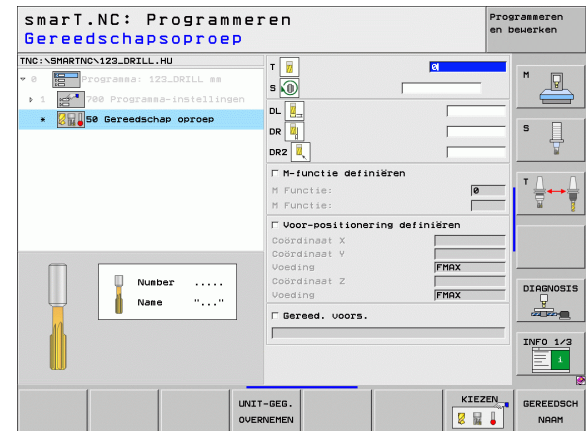 smarT.NC: Programmeren
Gereedschapsoproep
Programmeren
en bewerken
TNC:\SMARTNC\123_DRILL.HU
0 Programma: 123_DRILL mm
1 700 Programma-instellingen
* 50 Gereedschap oproep
T 0
S
DL
DR
DR2
M-functie definiëren
M Functie: 0
M Functie:
Voor-positionering definiëren
Coördinaat X
Coördinaat Y
Voeding FMAX
Coördinaat Z
Voeding FMAX
Gereed. voors.
Number .....
Name "..."
M
S
T
DIAGNOSIS
INFO 1/3
UNIT-GEG.
OVERNEMEN
KIEZEN
GEREEDSCH
NAAM